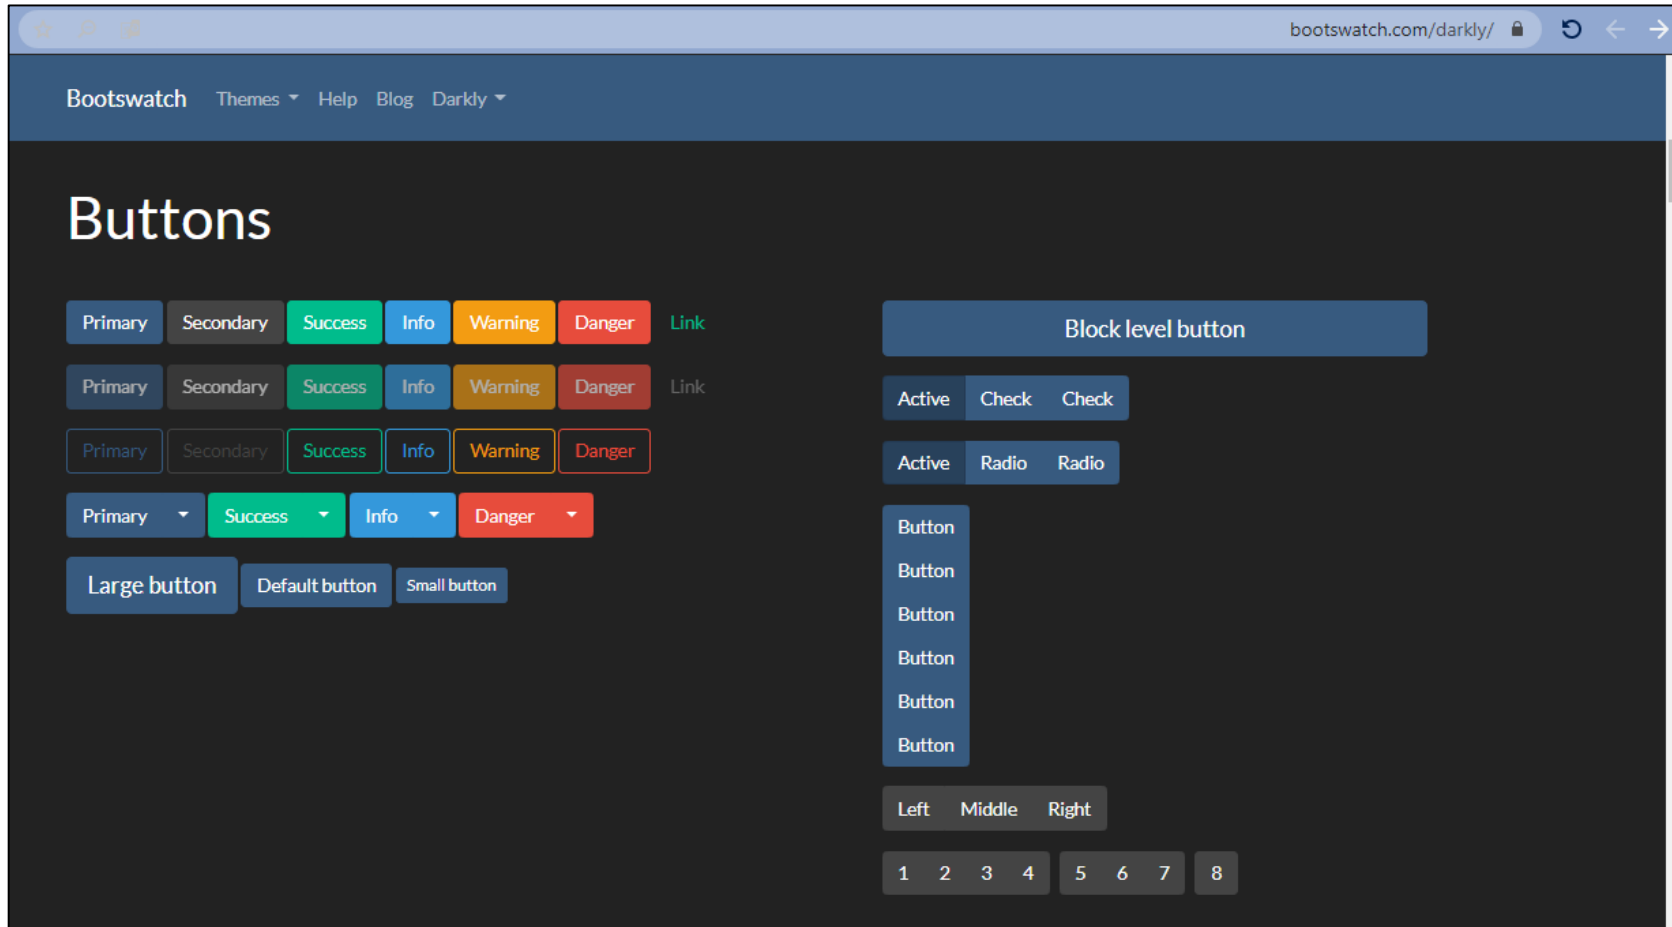 bootswatch.com/darkly/
Bootswatch Themes Help Blog Darkly
Buttons
Primary Secondary Success Info Warning Danger Link
Primary Secondary Success Info Warning Danger Link
Primary Secondary Success Info Warning Danger
Primary Success Info Danger
Large button Default button Small button
Block level button
Active Check Check
Active Radio Radio
Button
Button
Button
Button
Button
Button
Left Middle Right
1 2 3 4 5 6 7 8